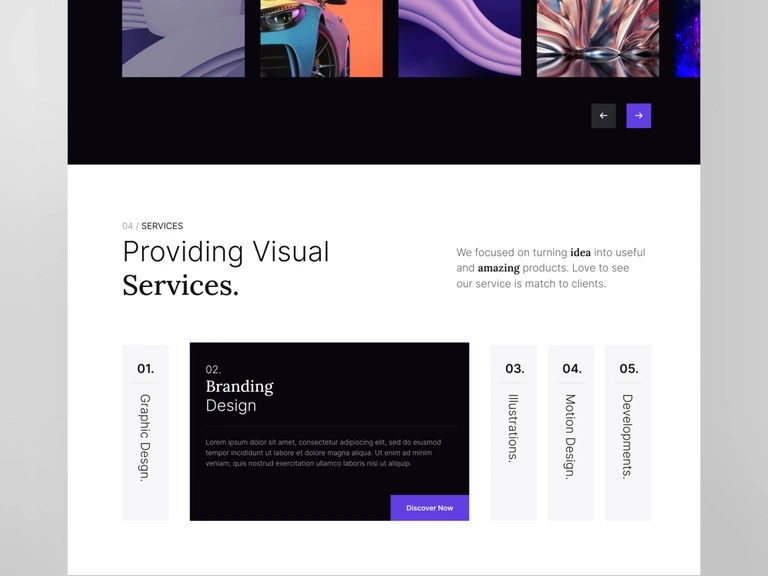 04 / SERVICES
Providing Visual
Services.
We focused on turning idea into useful
and amazing products. Love to see
our service is match to clients.
01.
Graphic Desgn.
02.
Branding
Design
Lorem ipsum dolor sit amet, consectetur adipiscing elit, sed do eiusmod
tempor incididunt ut labore et dolore magna aliqua. Ut enim ad minim
veniam, quis nostrud exercitation ullamco laboris nisi ut aliquip.
Discover Now
03.
Illustrations.
04.
Motion Design.
05.
Developments.